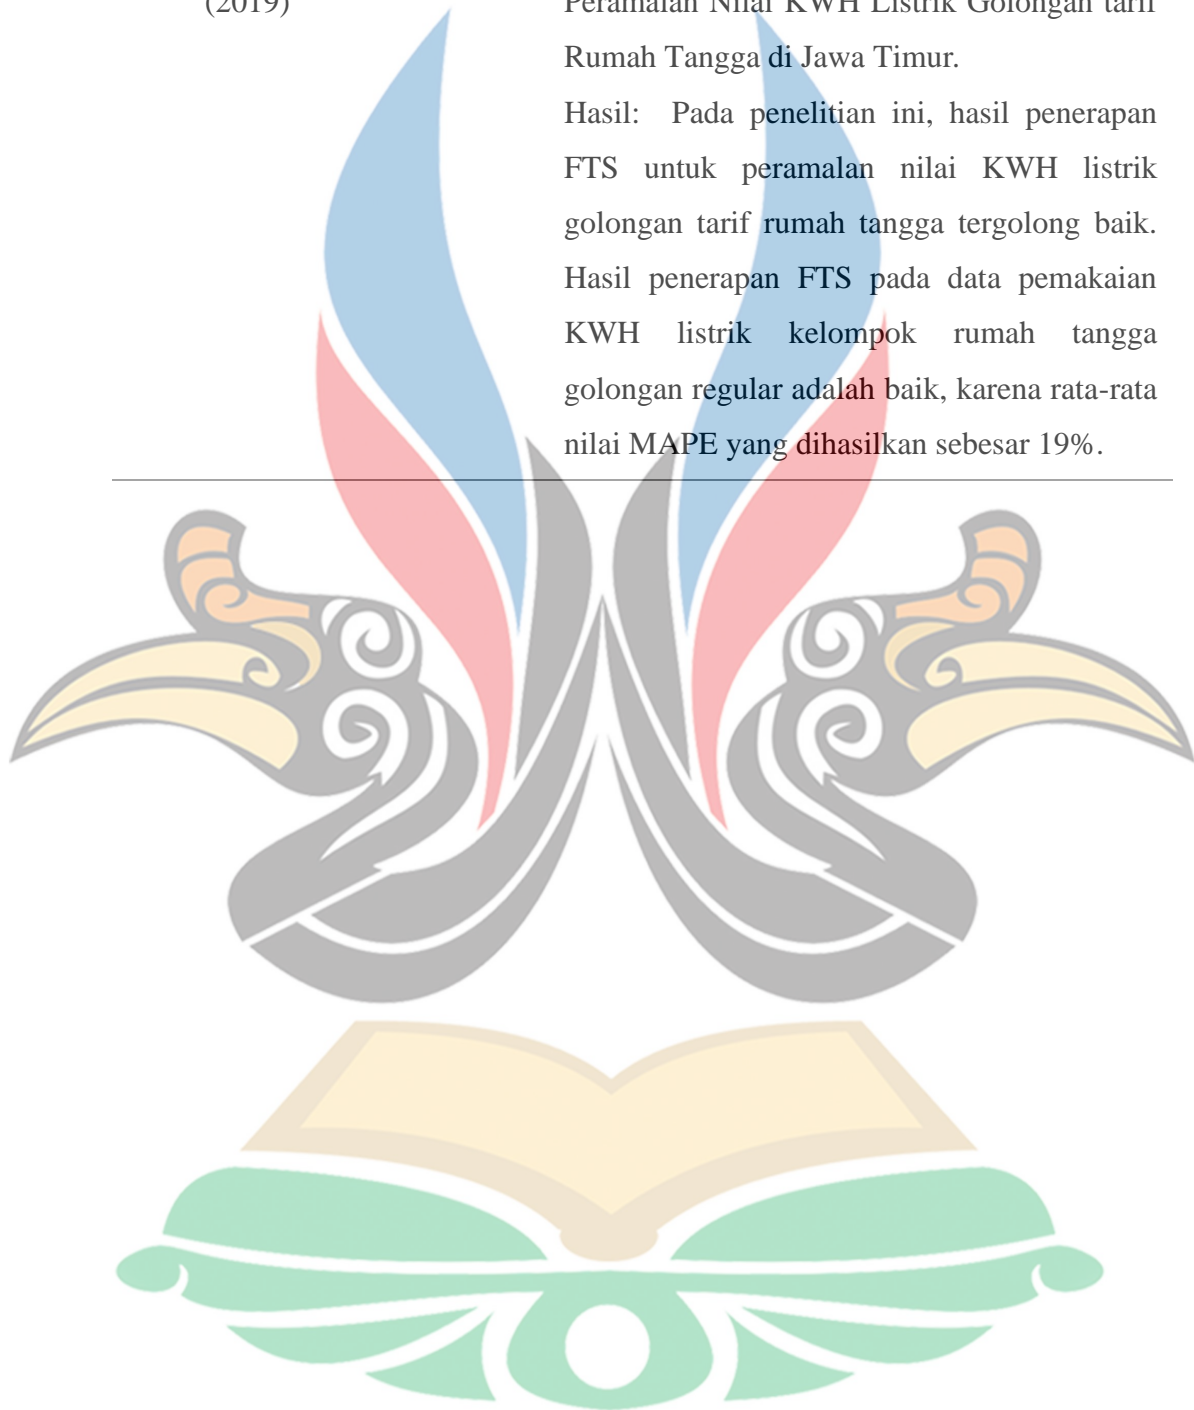 (2019) Peramalan Nilai KWH Listrik Golongan tarif
Rumah Tangga di Jawa Timur.
Hasil: Pada penelitian ini, hasil penerapan
FTS untuk peramalan nilai KWH listrik
golongan tarif rumah tangga tergolong baik.
Hasil penerapan FTS pada data pemakaian
KWH listrik kelompok rumah tangga
golongan regular adalah baik, karena rata-rata
nilai MAPE yang dihasilkan sebesar 19%.